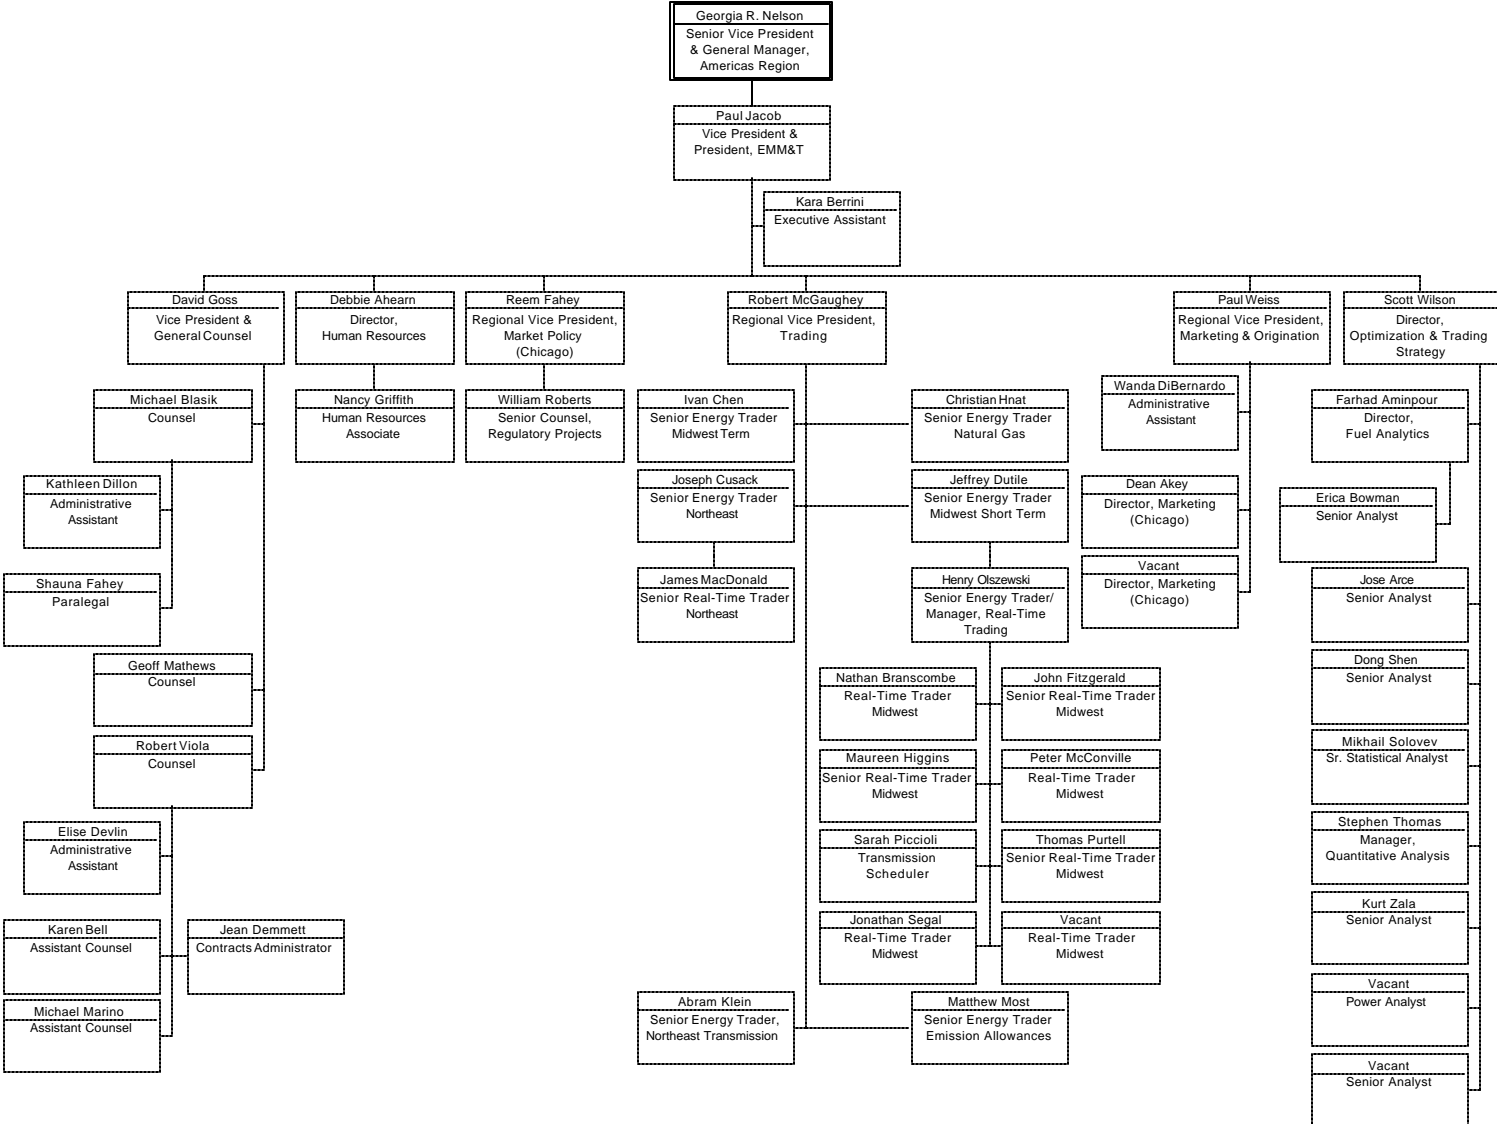 Georgia R. Nelson
Senior Vice President
& General Manager,
Americas Region
Paul Jacob
Vice President &
President, EMM&T
Kara Berrini
Executive Assistant
David Goss
Vice President &
General Counsel
Debbie Ahearn
Director,
Human Resources
Reem Fahey
Regional Vice President,
Market Policy
(Chicago)
Robert McGaughey
Regional Vice President,
Trading
Paul Weiss
Regional Vice President,
Marketing & Origination
Scott Wilson
Director,
Optimization & Trading
Strategy
Michael Blasik
Counsel
Kathleen Dillon
Administrative
Assistant
Shauna Fahey
Paralegal
Geoff Mathews
Counsel
Robert Viola
Counsel
Elise Devlin
Administrative
Assistant
Karen Bell
Assistant Counsel
Jean Demmett
Contracts Administrator
Michael Marino
Assistant Counsel
Nancy Griffith
Human Resources
Associate
William Roberts
Senior Counsel,
Regulatory Projects
Ivan Chen
Senior Energy Trader
Midwest Term
Christian Hnat
Senior Energy Trader
Natural Gas
Joseph Cusack
Senior Energy Trader
Northeast
Jeffrey Dutile
Senior Energy Trader
Midwest Short Term
James MacDonald
Senior Real-Time Trader
Northeast
Henry Olszewski
Senior Energy Trader/
Manager, Real-Time
Trading
Nathan Branscombe
Real-Time Trader
Midwest
John Fitzgerald
Senior Real-Time Trader
Midwest
Maureen Higgins
Senior Real-Time Trader
Midwest
Peter McConville
Real-Time Trader
Midwest
Sarah Piccioli
Transmission
Scheduler
Thomas Purtell
Senior Real-Time Trader
Midwest
Jonathan Segal
Real-Time Trader
Midwest
Vacant
Real-Time Trader
Midwest
Abram Klein
Senior Energy Trader,
Northeast Transmission
Matthew Most
Senior Energy Trader
Emission Allowances
Wanda DiBernardo
Administrative
Assistant
Dean Akey
Director, Marketing
(Chicago)
Vacant
Director, Marketing
(Chicago)
Farhad Aminpour
Director,
Fuel Analytics
Erica Bowman
Senior Analyst
Jose Arce
Senior Analyst
Dong Shen
Senior Analyst
Mikhail Solovev
Sr. Statistical Analyst
Stephen Thomas
Manager,
Quantitative Analysis
Kurt Zala
Senior Analyst
Vacant
Power Analyst
Vacant
Senior Analyst